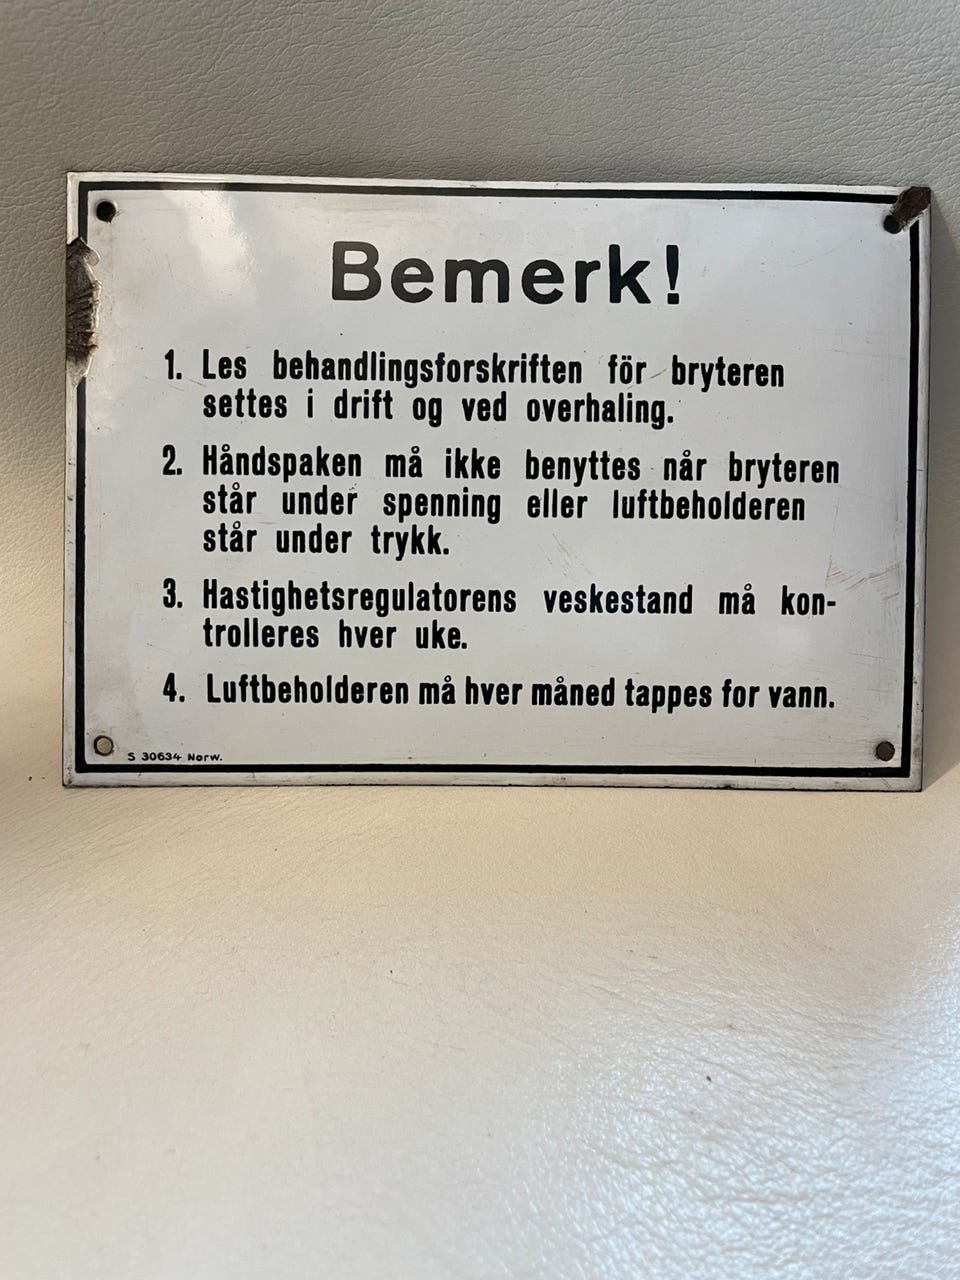 Bemerk!
1. Les behandlingsforskriften för bryteren
settes i drift og ved overhaling.
2. Håndspaken må ikke benyttes når bryteren
står under spenning eller luftbeholderen
står under trykk.
3. Hastighetsregulatorens veskestand må kon-
trolleres hver uke.
4. Luftbeholderen må hver måned tappes for vann.
S 30634 Norw.